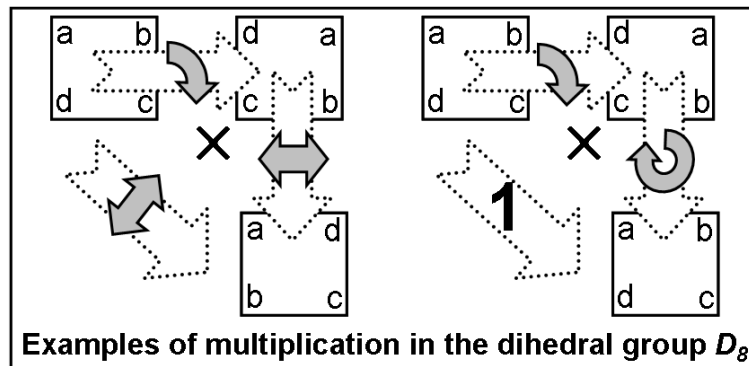 a b d a a b d a
d c c b d c c b
×
×
1
a d a b
b c d c
Examples of multiplication in the dihedral group D8